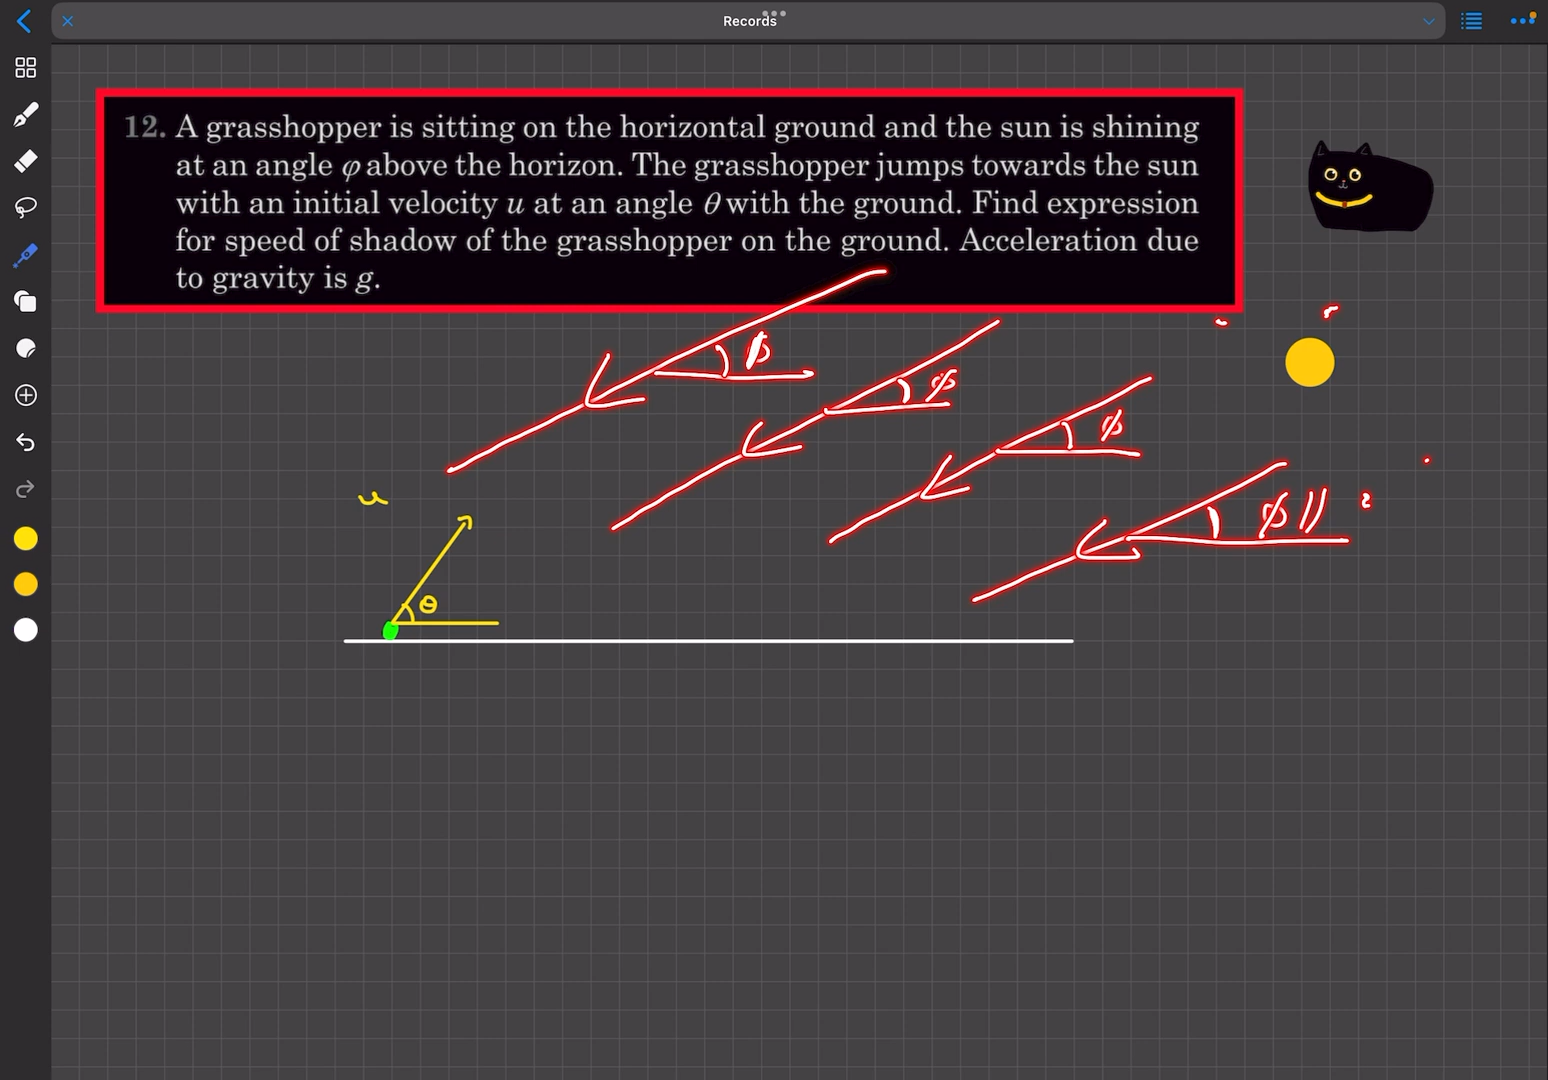 Records
12. A grasshopper is sitting on the horizontal ground and the sun is shining
at an angle φ above the horizon. The grasshopper jumps towards the sun
with an initial velocity u at an angle θ with the ground. Find expression
for speed of shadow of the grasshopper on the ground. Acceleration due
to gravity is g.
ϕ
ϕ
ϕ
ϕ
u
θ